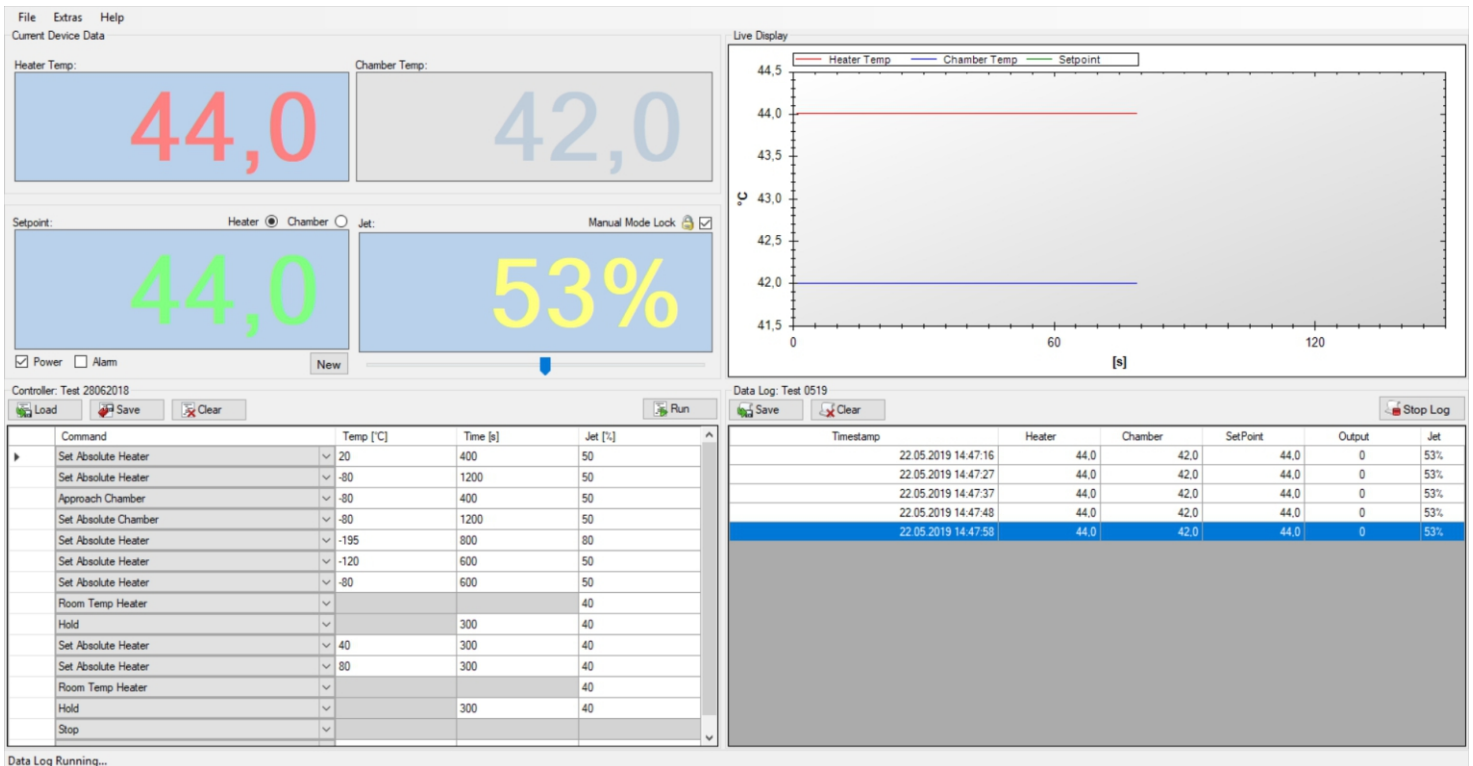 File Extras Help
Current Device Data
Heater Temp: Chamber Temp:
44,0 42,0
Setpoint: Heater Chamber Jet: Manual Mode Lock
44,0 53%
Power Alarm New
Live Display
Heater Temp Chamber Temp Setpoint
44,5
44,0
43,5
43,0
42,5
42,0
41,5
°C
0 60 120
[s]
Controller: Test 28062018
Load Save Clear Run
Command Temp [°C] Time [s] Jet [%]
Set Absolute Heater 20 400 50
Set Absolute Heater -80 1200 50
Approach Chamber -80 400 50
Set Absolute Chamber -80 1200 50
Set Absolute Heater -195 800 80
Set Absolute Heater -120 600 50
Set Absolute Heater -80 600 50
Room Temp Heater 40
Hold 300 40
Set Absolute Heater 40 300 40
Set Absolute Heater 80 300 40
Room Temp Heater 40
Hold 300 40
Stop
Data Log: Test 0519
Save Clear Stop Log
Timestamp Heater Chamber SetPoint Output Jet
22.05.2019 14:47:16 44,0 42,0 44,0 0 53%
22.05.2019 14:47:27 44,0 42,0 44,0 0 53%
22.05.2019 14:47:37 44,0 42,0 44,0 0 53%
22.05.2019 14:47:48 44,0 42,0 44,0 0 53%
22.05.2019 14:47:58 44,0 42,0 44,0 0 53%
Data Log Running...